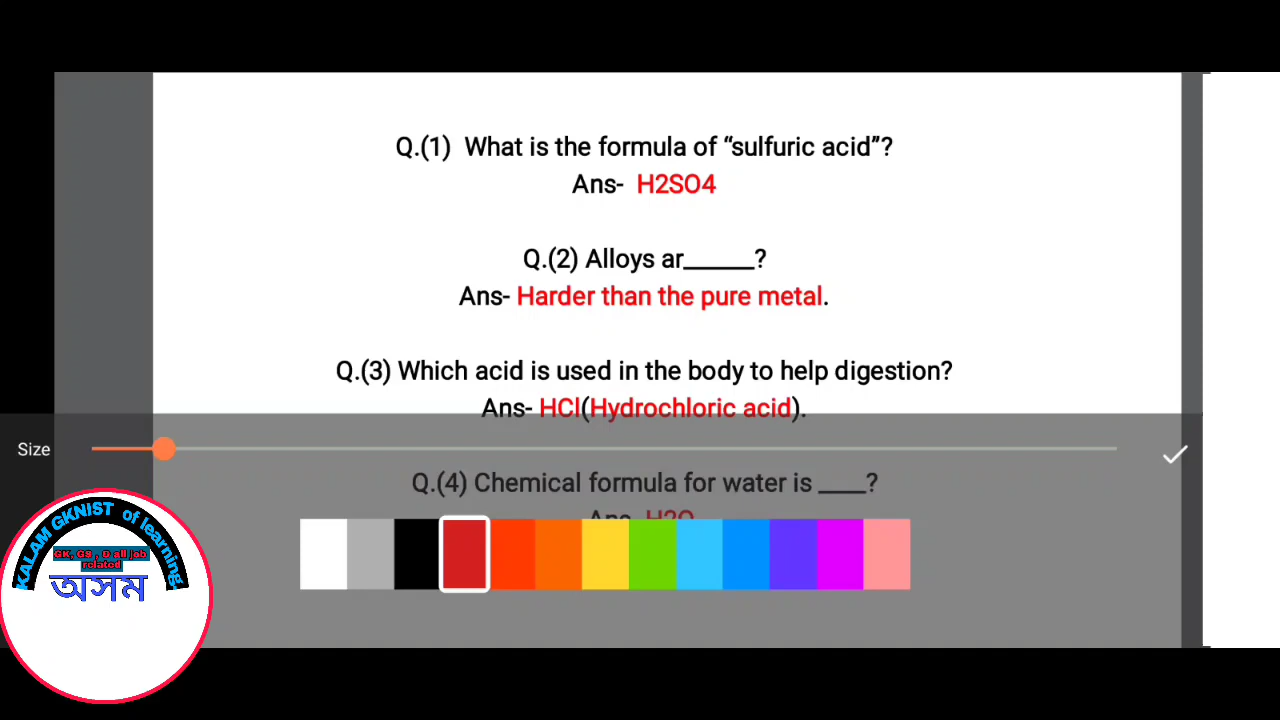 Q.(1) What is the formula of “sulfuric acid”?
Ans- H2SO4
Q.(2) Alloys ar______?
Ans- Harder than the pure metal.
Q.(3) Which acid is used in the body to help digestion?
Ans- HCl(Hydrochloric acid).
Size
Q.(4) Chemical formula for water is ____?
Ans- H2O
KALAM GKNIST of learning.
GK, GS , & all job
related
অসম